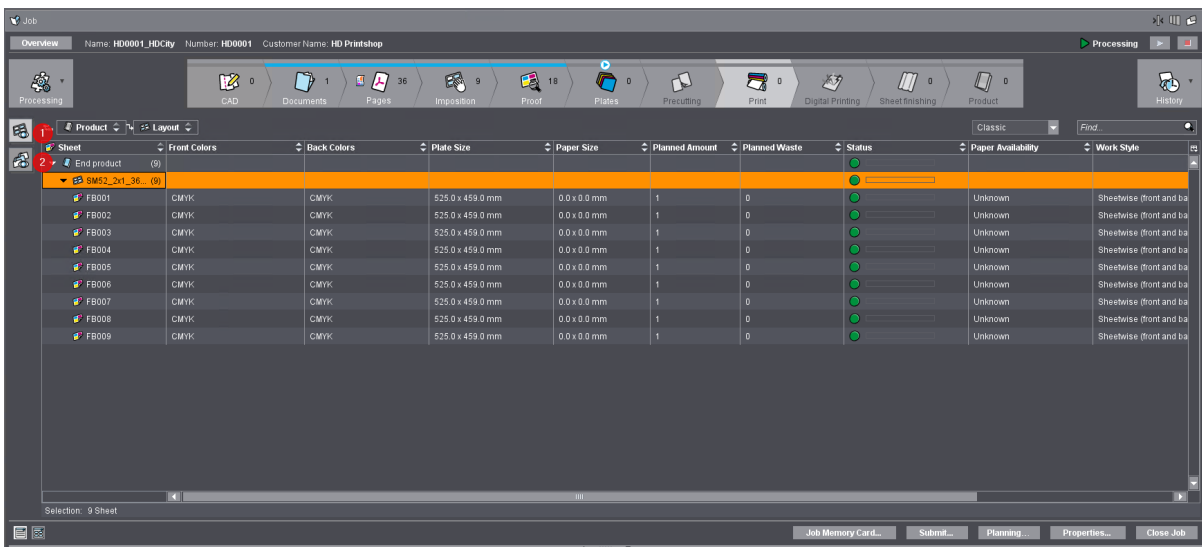 Job
Overview Name: HD0001_HDCity Number: HD0001 Customer Name: HD Printshop Processing
Processing 0 1 36 9 18 0 0 0 0 History
CAD Documents Pages Imposition Proof Plates Precutting Print Digital Printing Sheet finishing Product
1 Product Layout Classic Find...
Sheet Front Colors Back Colors Plate Size Paper Size Planned Amount Planned Waste Status Paper Availability Work Style
2 End product (9)
SM52_2x1_36... (9)
FB001 CMYK CMYK 525.0 x 459.0 mm 0.0 x 0.0 mm 1 0 Unknown Sheetwise (front and ba
FB002 CMYK CMYK 525.0 x 459.0 mm 0.0 x 0.0 mm 1 0 Unknown Sheetwise (front and ba
FB003 CMYK CMYK 525.0 x 459.0 mm 0.0 x 0.0 mm 1 0 Unknown Sheetwise (front and ba
FB004 CMYK CMYK 525.0 x 459.0 mm 0.0 x 0.0 mm 1 0 Unknown Sheetwise (front and ba
FB005 CMYK CMYK 525.0 x 459.0 mm 0.0 x 0.0 mm 1 0 Unknown Sheetwise (front and ba
FB006 CMYK CMYK 525.0 x 459.0 mm 0.0 x 0.0 mm 1 0 Unknown Sheetwise (front and ba
FB007 CMYK CMYK 525.0 x 459.0 mm 0.0 x 0.0 mm 1 0 Unknown Sheetwise (front and ba
FB008 CMYK CMYK 525.0 x 459.0 mm 0.0 x 0.0 mm 1 0 Unknown Sheetwise (front and ba
FB009 CMYK CMYK 525.0 x 459.0 mm 0.0 x 0.0 mm 1 0 Unknown Sheetwise (front and ba
Selection: 9 Sheet
Job Memory Card... Submit... Planning... Properties... Close Job